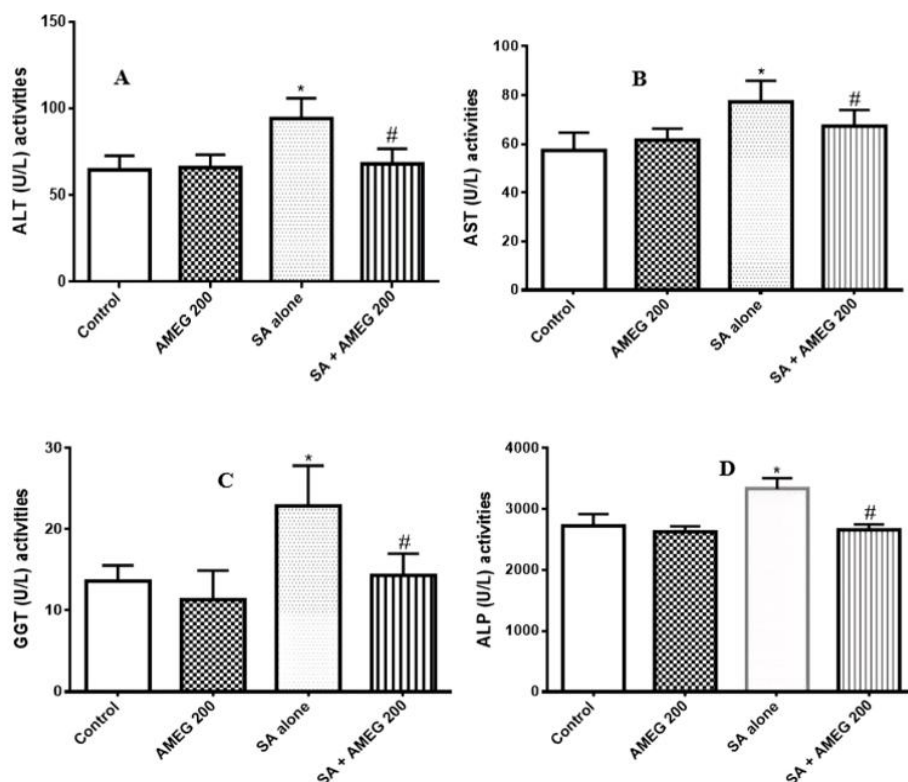 A
ALT (U/L) activities
150
100
50
0
*
#
Control
AMEG 200
SA alone
SA + AMEG 200
B
AST (U/L) activities
100
80
60
40
20
0
*
#
Control
AMEG 200
SA alone
SA + AMEG 200
C
GGT (U/L) activities
30
20
10
0
*
#
Control
AMEG 200
SA alone
SA + AMEG 200
D
ALP (U/L) activities
4000
3000
2000
1000
0
*
#
Control
AMEG 200
SA alone
SA + AMEG 200